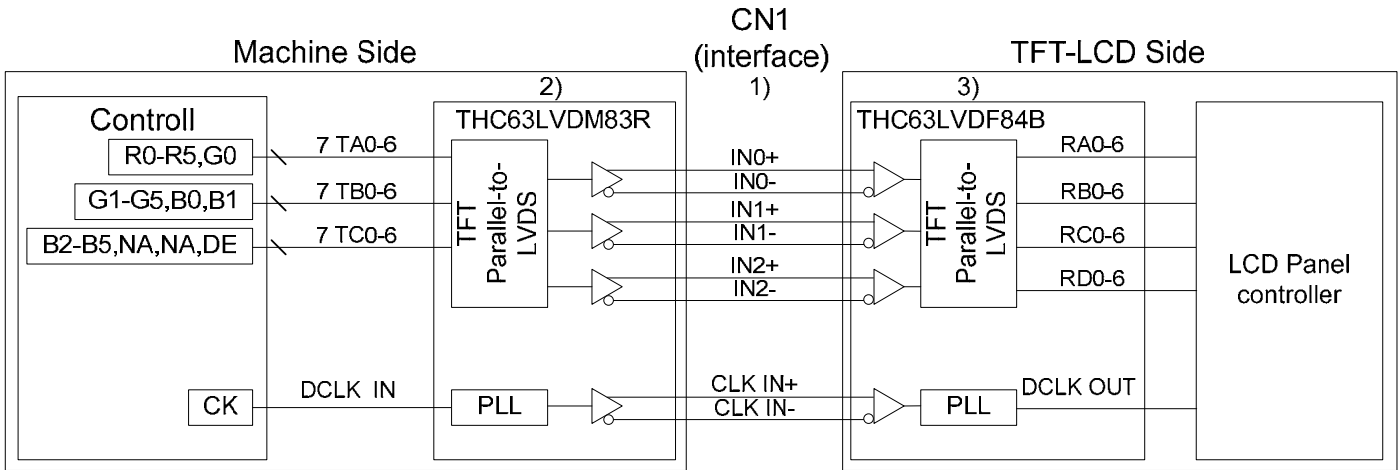 CN1
(interface)
1)
Machine Side
TFT-LCD Side
Controll
R0-R5,G0
G1-G5,B0,B1
B2-B5,NA,NA,DE
CK
7 TA0-6
7 TB0-6
7 TC0-6
DCLK IN
2)
THC63LVDM83R
TFT
Parallel-to-
LVDS
PLL
IN0+
IN0-
IN1+
IN1-
IN2+
IN2-
CLK IN+
CLK IN-
3)
THC63LVDF84B
TFT
Parallel-to-
LVDS
PLL
RA0-6
RB0-6
RC0-6
RD0-6
DCLK OUT
LCD Panel
controller